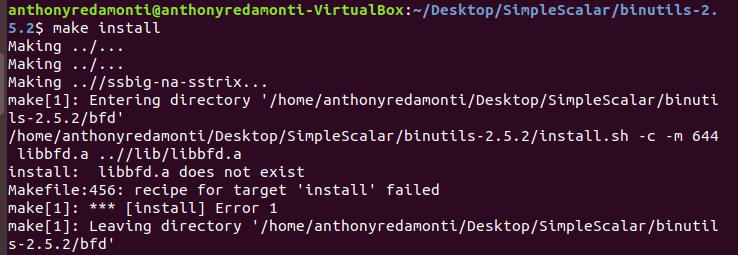 anthonyredamonti@anthonyredamonti-VirtualBox:~/Desktop/SimpleScalar/binutils-2.
5.2$ make install
Making ../...
Making ../...
Making ..//ssbig-na-sstrix...
make[1]: Entering directory '/home/anthonyredamonti/Desktop/SimpleScalar/binuti
ls-2.5.2/bfd'
/home/anthonyredamonti/Desktop/SimpleScalar/binutils-2.5.2/install.sh -c -m 644
 libbfd.a ..//lib/libbfd.a
install:  libbfd.a does not exist
Makefile:456: recipe for target 'install' failed
make[1]: *** [install] Error 1
make[1]: Leaving directory '/home/anthonyredamonti/Desktop/SimpleScalar/binutil
s-2.5.2/bfd'